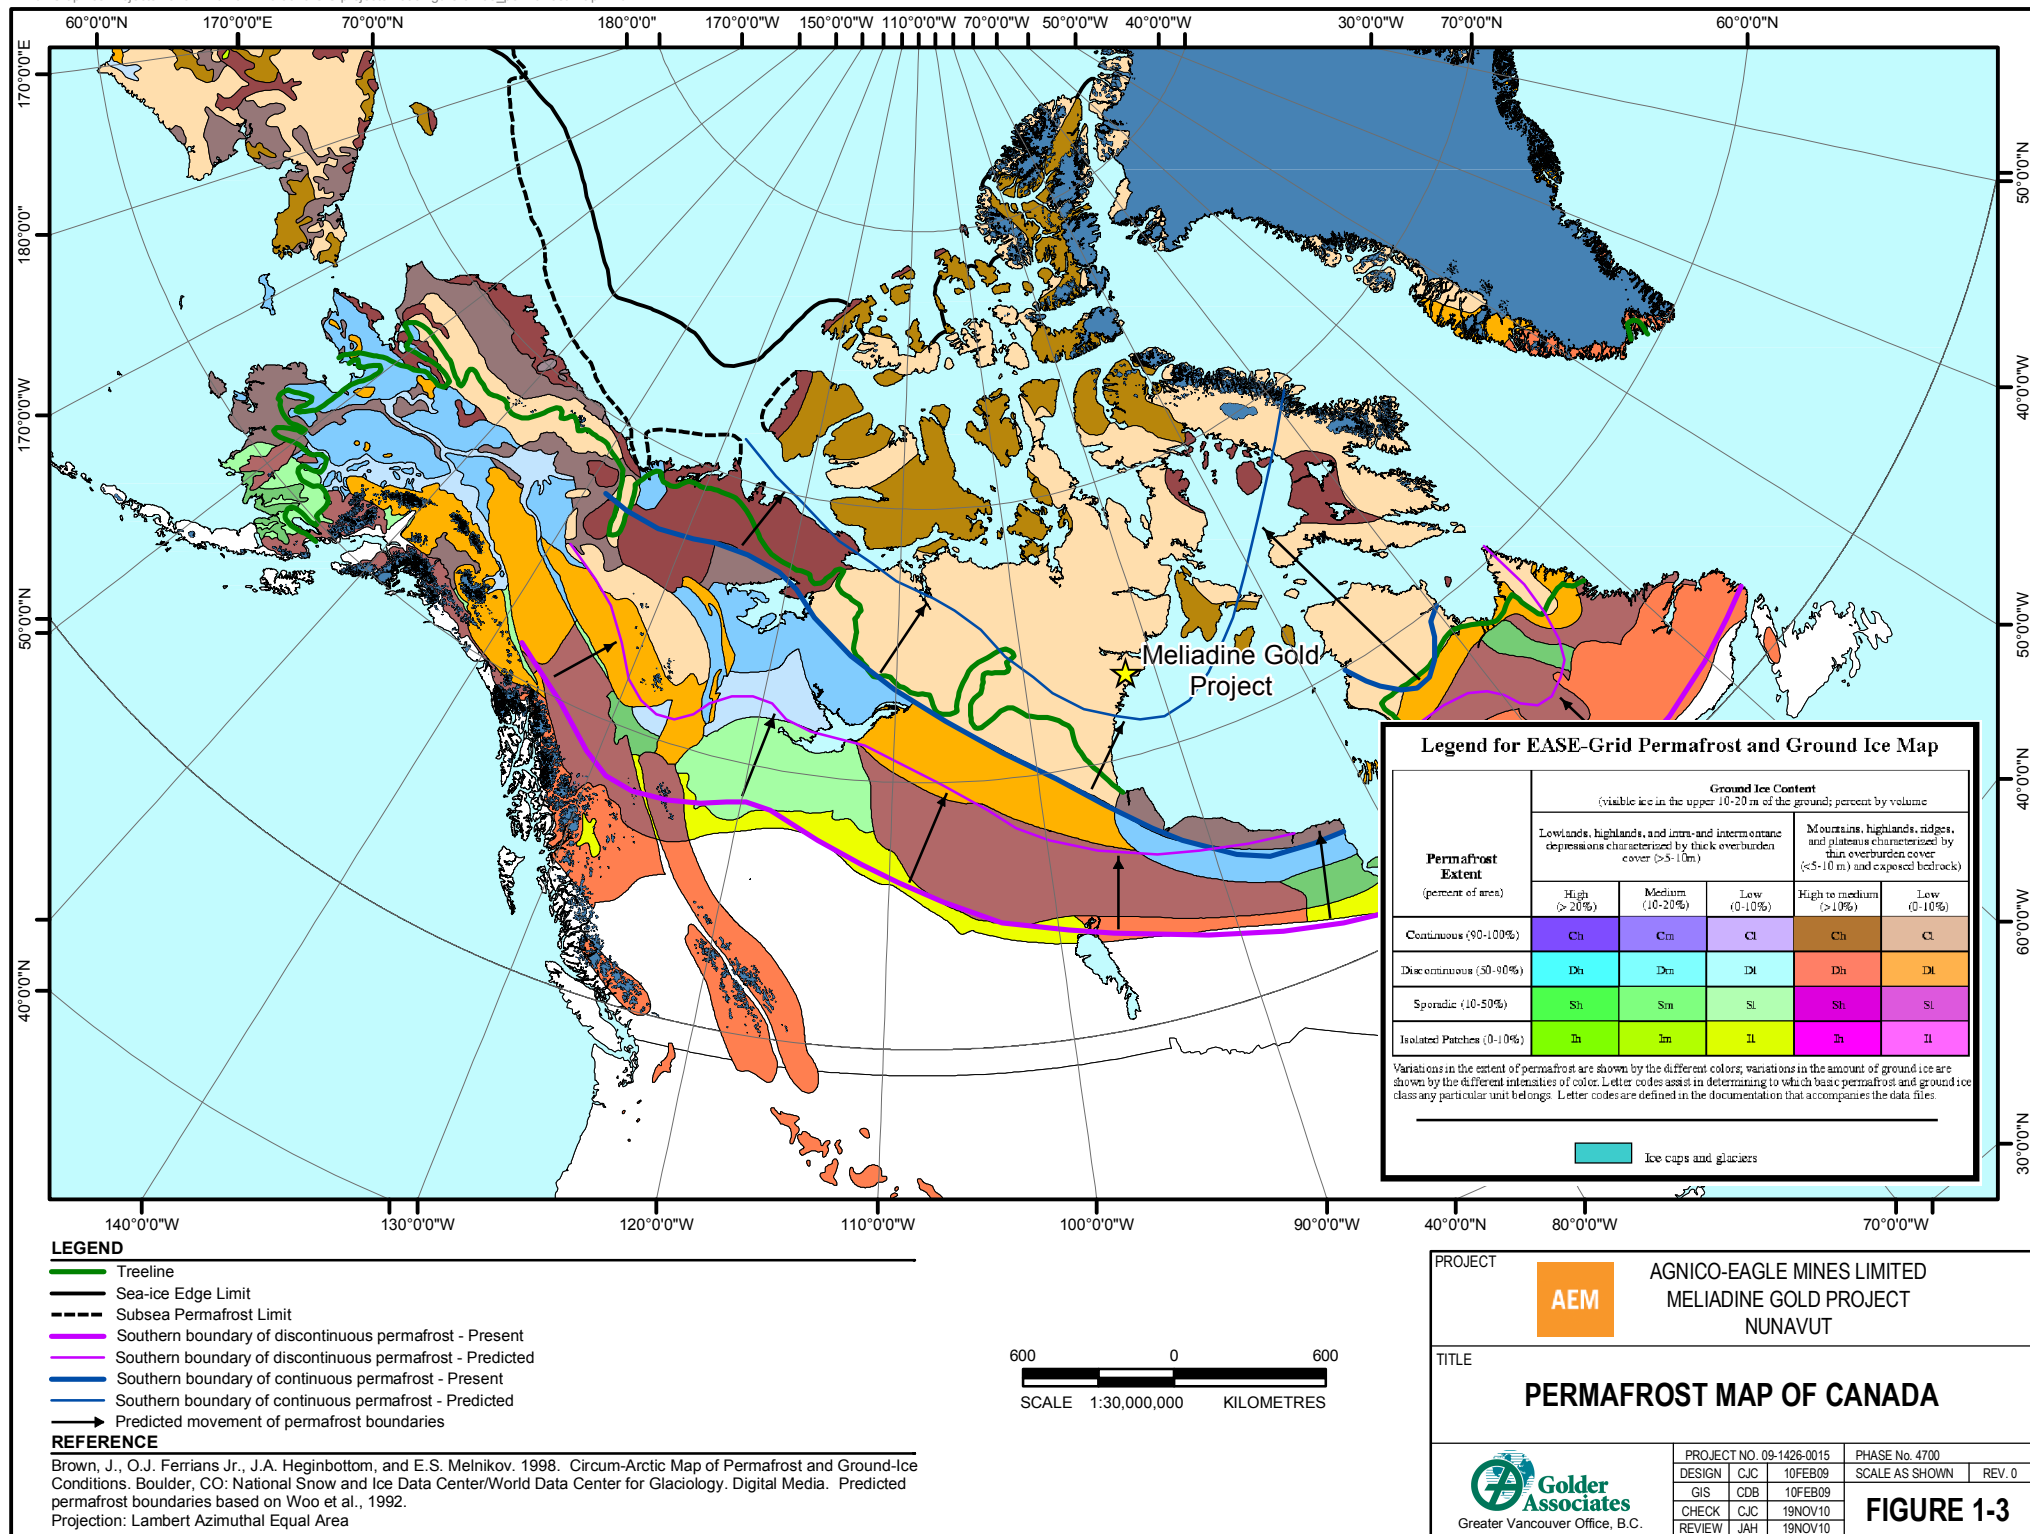 60°0'0"N 170°0'0"E 70°0'0"N 180°0'0" 170°0'0"W 150°0'0"W 110°0'0"W 70°0'0"W 50°0'0"W 40°0'0"W 30°0'0"W 70°0'0"N 60°0'0"N
170°0'0"E
180°0'0"
170°0'0"W
50°0'0"N
40°0'0"N
50°0'0"N
40°0'0"W
50°0'0"W
40°0'0"N
60°0'0"W
30°0'0"N
Meliadine Gold
Project
Legend for EASE-Grid Permafrost and Ground Ice Map
Permafrost
Extent
(percent of area)
Ground Ice Content
(visible ice in the upper 10-20 m of the ground; percent by volume
Lowlands, highlands, and intra-and intermontane
depressions characterized by thick overburden
cover (>5-10m)
Mountains, highlands, ridges,
and plateaus characterized by
thin overburden cover
(<5-10 m) and exposed bedrock)
High (>20%) Medium (10-20%) Low (0-10%) High to medium (>10%) Low (0-10%)
Continuous (90-100%) Ch Cm Cl Ch Cl
Discontinuous (50-90%) Dh Dm Dl Dh Dl
Sporadic (10-50%) Sh Sm Sl Sh Sl
Isolated Patches (0-10%) Ih Im Il Ih Il
Variations in the extent of permafrost are shown by the different colors; variations in the amount of ground ice are
shown by the different intensities of color. Letter codes assist in determining to which basic permafrost and ground ice
class any particular unit belongs. Letter codes are defined in the documentation that accompanies the data files.
Ice caps and glaciers
140°0'0"W 130°0'0"W 120°0'0"W 110°0'0"W 100°0'0"W 90°0'0"W 40°0'0"N 80°0'0"W 70°0'0"W
LEGEND
Treeline
Sea-ice Edge Limit
Subsea Permafrost Limit
Southern boundary of discontinuous permafrost - Present
Southern boundary of discontinuous permafrost - Predicted
Southern boundary of continuous permafrost - Present
Southern boundary of continuous permafrost - Predicted
Predicted movement of permafrost boundaries
REFERENCE
Brown, J., O.J. Ferrians Jr., J.A. Heginbottom, and E.S. Melnikov. 1998. Circum-Arctic Map of Permafrost and Ground-Ice
Conditions. Boulder, CO: National Snow and Ice Data Center/World Data Center for Glaciology. Digital Media. Predicted
permafrost boundaries based on Woo et al., 1992.
Projection: Lambert Azimuthal Equal Area
600 0 600
SCALE 1:30,000,000 KILOMETRES
PROJECT
AEM
AGNICO-EAGLE MINES LIMITED
MELIADINE GOLD PROJECT
NUNAVUT
TITLE
PERMAFROST MAP OF CANADA
Golder
Associates
Greater Vancouver Office, B.C.
PROJECT NO. 09-1426-0015 PHASE No. 4700
DESIGN CJC 10FEB09 SCALE AS SHOWN REV. 0
GIS CDB 10FEB09
CHECK CJC 19NOV10
REVIEW JAH 19NOV10
FIGURE 1-3